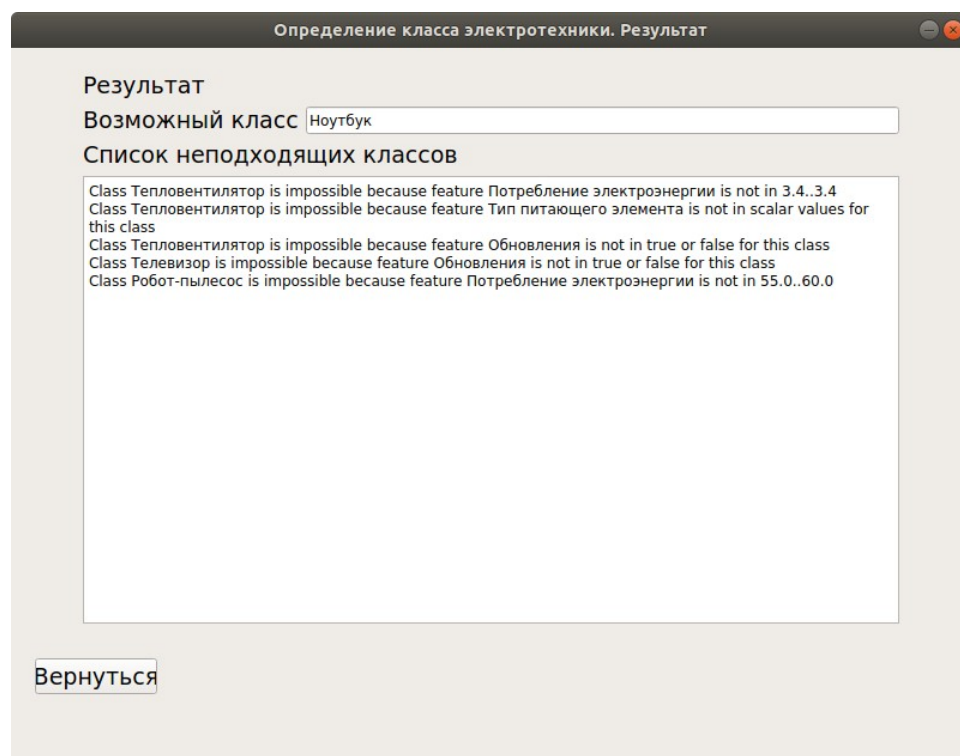 Определение класса электротехники. Результат
Результат
Возможный класс Ноутбук
Список неподходящих классов
Class Тепловентилятор is impossible because feature Потребление электроэнергии is not in 3.4..3.4
Class Тепловентилятор is impossible because feature Тип питающего элемента is not in scalar values for
this class
Class Тепловентилятор is impossible because feature Обновления is not in true or false for this class
Class Телевизор is impossible because feature Обновления is not in true or false for this class
Class Робот-пылесос is impossible because feature Потребление электроэнергии is not in 55.0..60.0
Вернуться